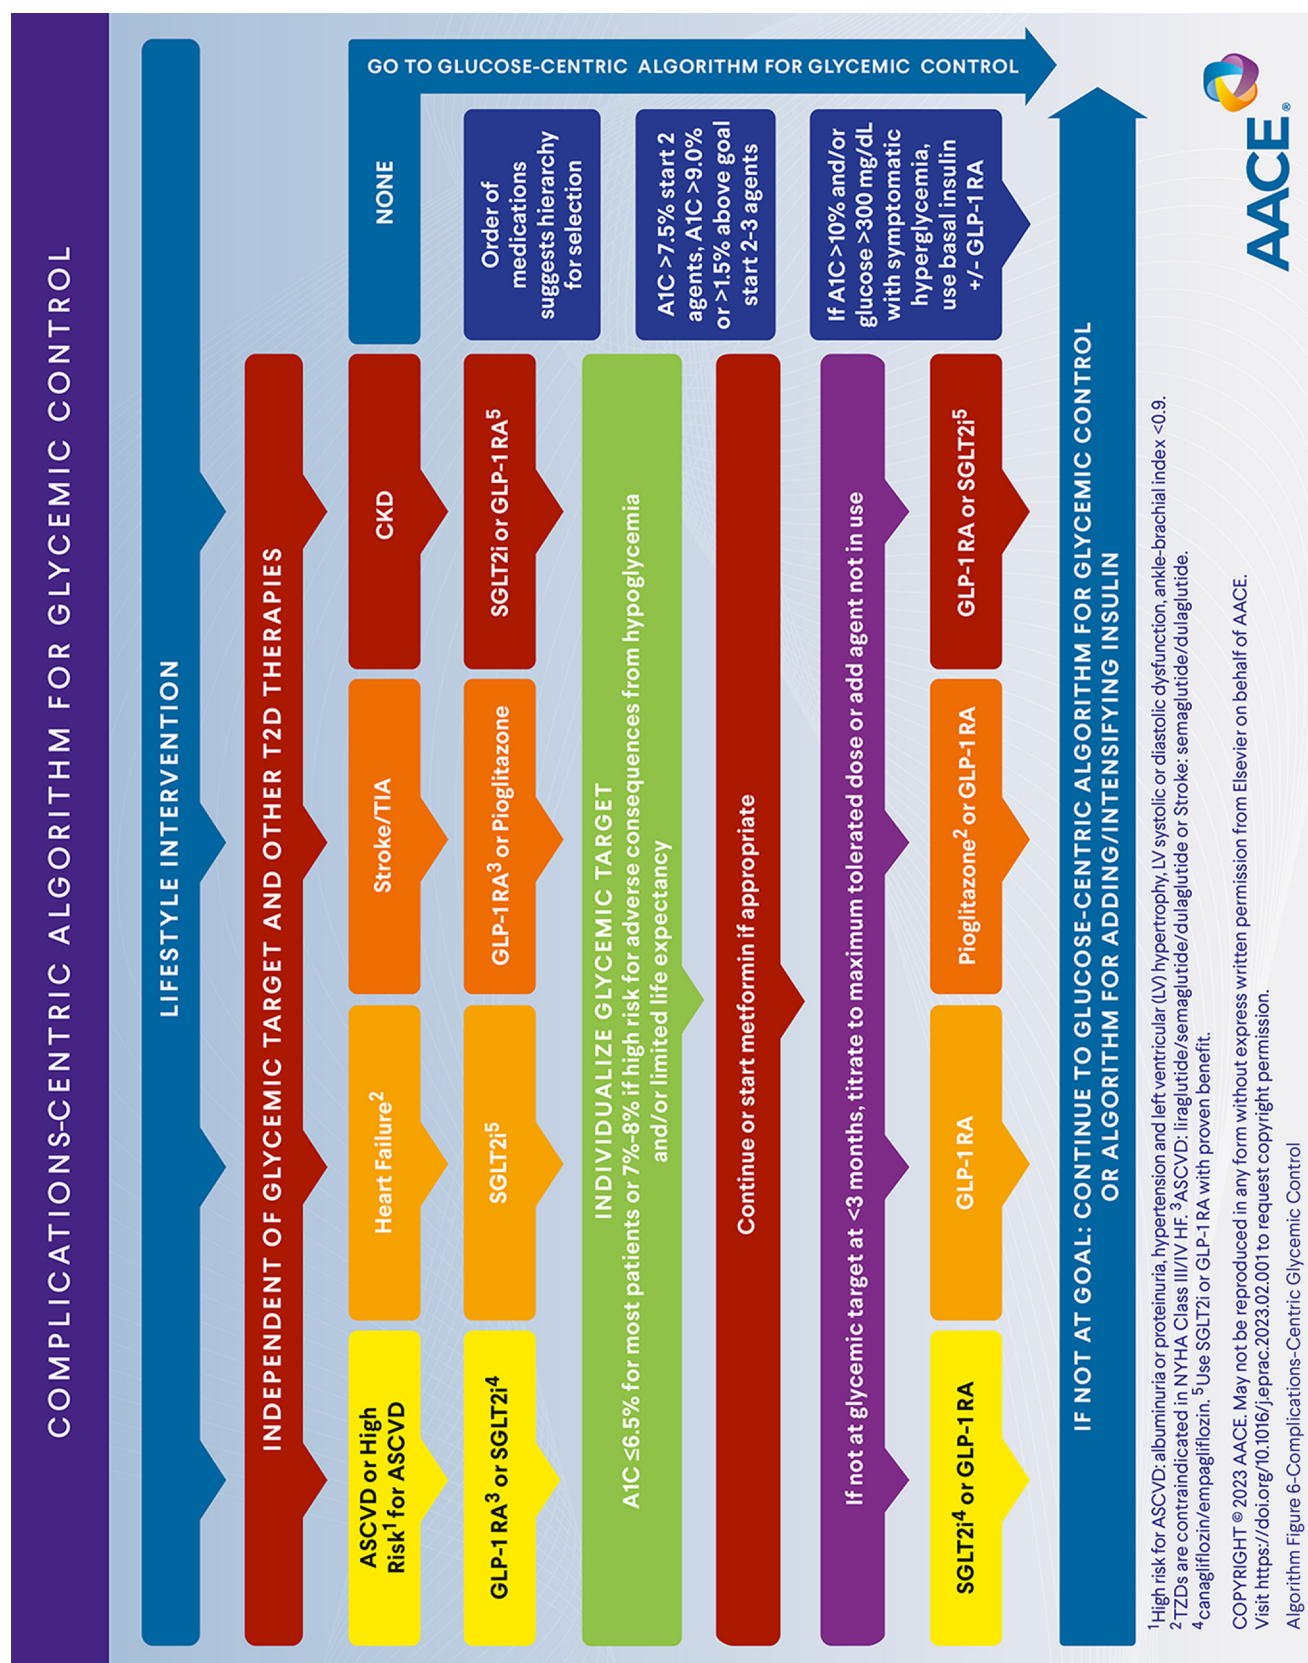 COMPLICATIONS-CENTRIC ALGORITHM FOR GLYCEMIC CONTROL
LIFESTYLE INTERVENTION
INDEPENDENT OF GLYCEMIC TARGET AND OTHER T2D THERAPIES
ASCVD or High
Risk¹ for ASCVD
Heart Failure²
Stroke/TIA
CKD
NONE
GO TO GLUCOSE-CENTRIC ALGORITHM FOR GLYCEMIC CONTROL
GLP-1 RA³ or SGLT2i⁴
SGLT2i⁵
GLP-1 RA³ or Pioglitazone
SGLT2i or GLP-1 RA⁵
Order of
medications
suggests hierarchy
for selection
INDIVIDUALIZE GLYCEMIC TARGET
A1C ≤6.5% for most patients or 7%-8% if high risk for adverse consequences from hypoglycemia
and/or limited life expectancy
A1C >7.5% start 2
agents, A1C >9.0%
or >1.5% above goal
start 2-3 agents
Continue or start metformin if appropriate
If not at glycemic target at <3 months, titrate to maximum tolerated dose or add agent not in use
If A1C >10% and/or
glucose >300 mg/dL
with symptomatic
hyperglycemia,
use basal insulin
+/- GLP-1 RA
SGLT2i⁴ or GLP-1 RA
GLP-1 RA
Pioglitazone² or GLP-1 RA
GLP-1 RA or SGLT2i⁵
IF NOT AT GOAL: CONTINUE TO GLUCOSE-CENTRIC ALGORITHM FOR GLYCEMIC CONTROL
OR ALGORITHM FOR ADDING/INTENSIFYING INSULIN
¹High risk for ASCVD: albuminuria or proteinuria, hypertension and left ventricular (LV) hypertrophy, LV systolic or diastolic dysfunction, ankle-brachial index <0.9.
²TZDs are contraindicated in NYHA Class III/IV HF. ³ASCVD: liraglutide/semaglutide/dulaglutide or Stroke: semaglutide/dulaglutide.
⁴canagliflozin/empagliflozin. ⁵Use SGLT2i or GLP-1 RA with proven benefit.
COPYRIGHT © 2023 AACE. May not be reproduced in any form without express written permission from Elsevier on behalf of AACE.
Visit https://doi.org/10.1016/j.eprac.2023.02.001 to request copyright permission.
Algorithm Figure 6-Complications-Centric Glycemic Control
AACE®